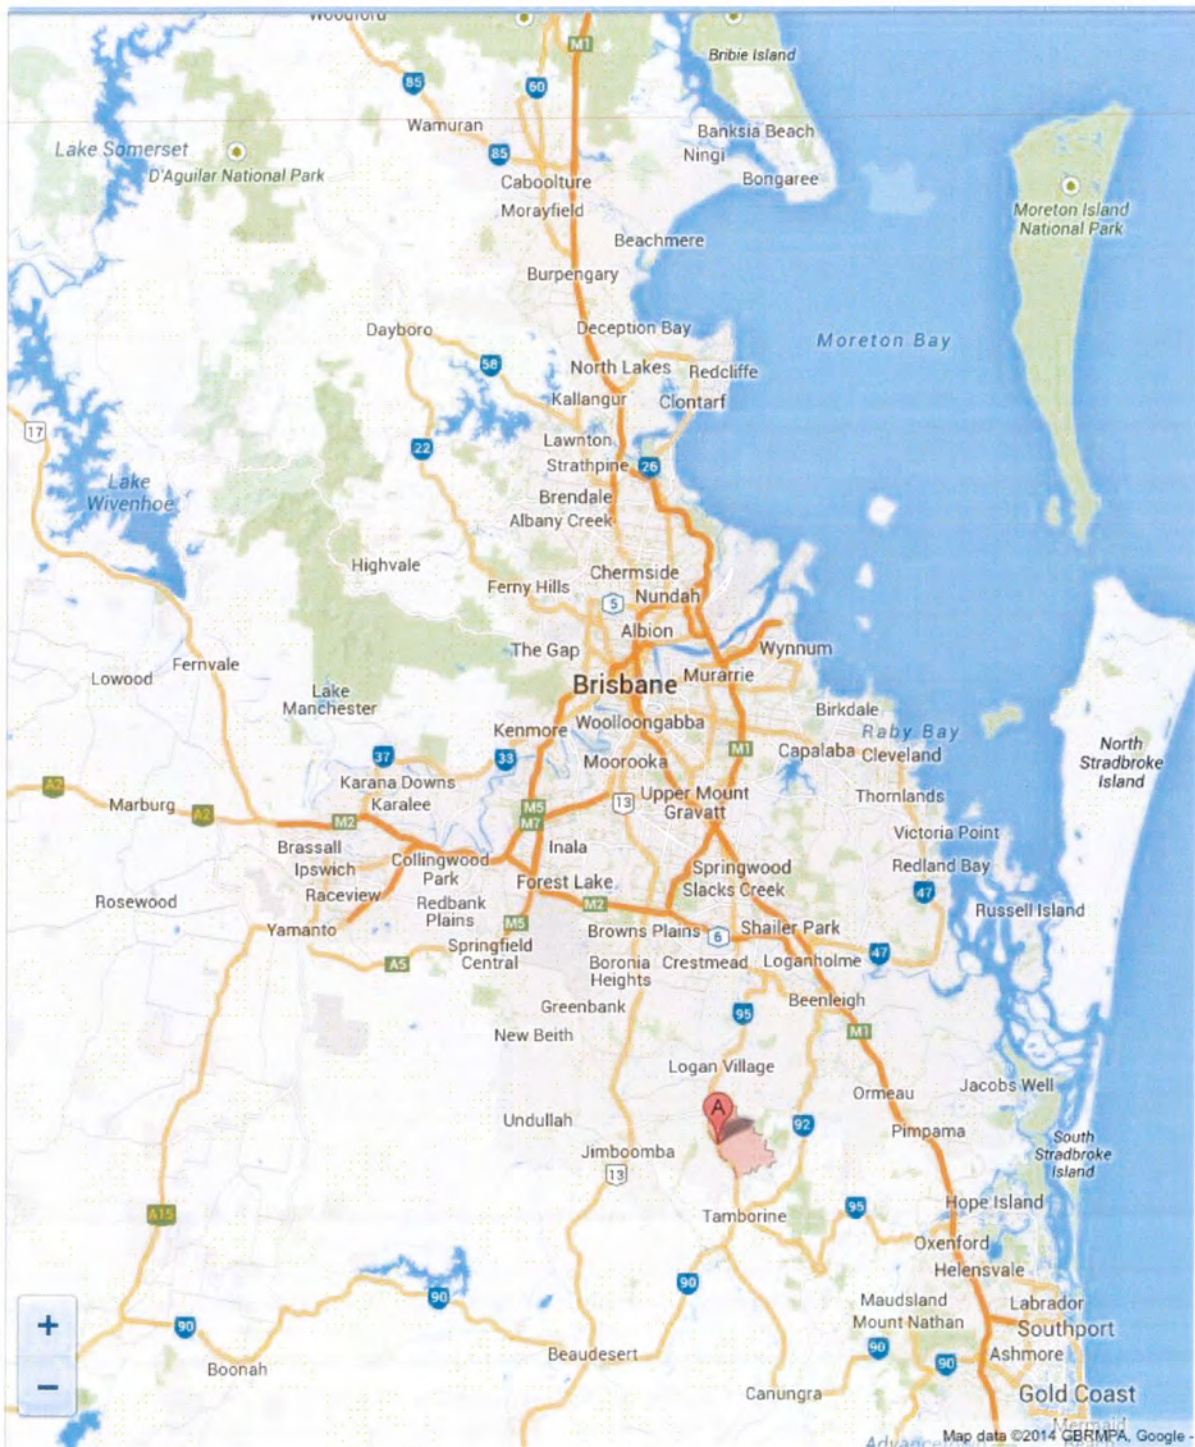 Woodford
M1
Bribie Island
85
60
Wamuran
Banksia Beach
Lake Somerset
D'Aguilar National Park
85
Ningi
Caboolture
Bongaree
Morayfield
Moreton Island
National Park
Beachmere
Burpengary
Dayboro
Deception Bay
Moreton Bay
58
North Lakes
Redcliffe
Kallangur
Clontarf
17
22
Lawnton
Strathpine
26
Lake
Wivenhoe
Brendale
Albany Creek
Highvale
Chermside
Ferny Hills
Nundah
5
Albion
The Gap
Wynnum
Fernvale
Lowood
Murarrie
Brisbane
Lake
Manchester
Birkdale
Woolloongabba
Kenmore
Raby Bay
37
33
M1
Capalaba
Cleveland
North
Stradbroke
Island
Moorooka
A2
Karana Downs
Karalee
Marburg
A2
M5
M7
13
Upper Mount
Gravatt
Thornlands
M2
Victoria Point
Brassall
Inala
Ipswich
Collingwood
Park
Springwood
Redland Bay
Forest Lake
Slacks Creek
Raceview
47
Rosewood
Redbank
Plains
M2
Russell Island
Yamanto
M5
Browns Plains
6
Shailer Park
Springfield
Central
47
A5
Boronia
Heights
Crestmead
Loganholme
Beenleigh
Greenbank
95
New Beith
M1
Logan Village
Ormeau
Jacobs Well
A
Undullah
92
Pimpama
Jimboomba
South
Stradbroke
Island
13
A15
Tamborine
95
Hope Island
Oxenford
Helensvale
90
90
Maudsland
Labrador
+
90
Mount Nathan
Southport
Beaudesert
90
90
Ashmore
Boonah
−
Canungra
Gold Coast
Mermaid
Map data ©2014 GBRMPA, Google -